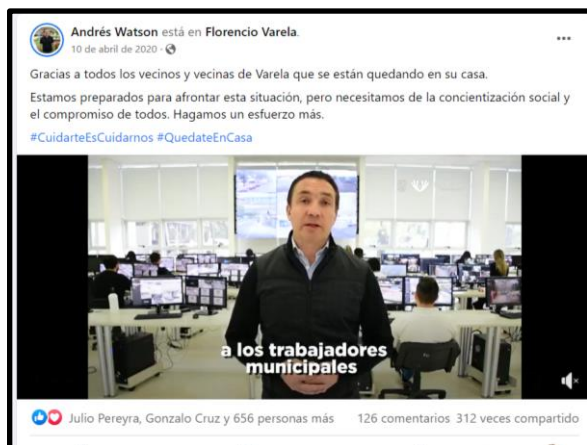 Andrés Watson está en Florencio Varela.
10 de abril de 2020 ·
Gracias a todos los vecinos y vecinas de Varela que se están quedando en su casa.
Estamos preparados para afrontar esta situación, pero necesitamos de la concientización social y
el compromiso de todos. Hagamos un esfuerzo más.
#CuidarteEsCuidarnos #QuedateEnCasa
a los trabajadores
municipales
Julio Pereyra, Gonzalo Cruz y 656 personas más 126 comentarios 312 veces compartido